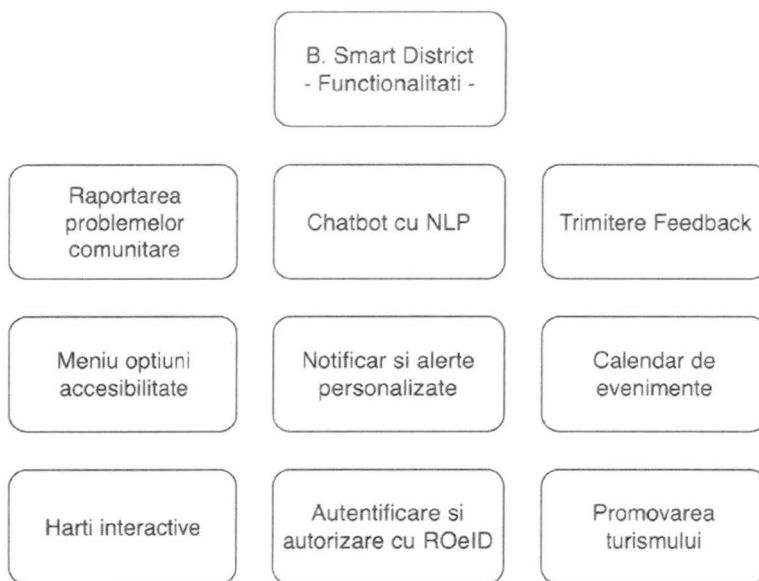 B. Smart District
- Functionalitati -
Raportarea
problemelor
comunitare
Chatbot cu NLP
Trimitere Feedback
Meniu optiuni
accesibilitate
Notificar si alerte
personalizate
Calendar de
evenimente
Harti interactive
Autentificare si
autorizare cu ROeID
Promovarea
turismului